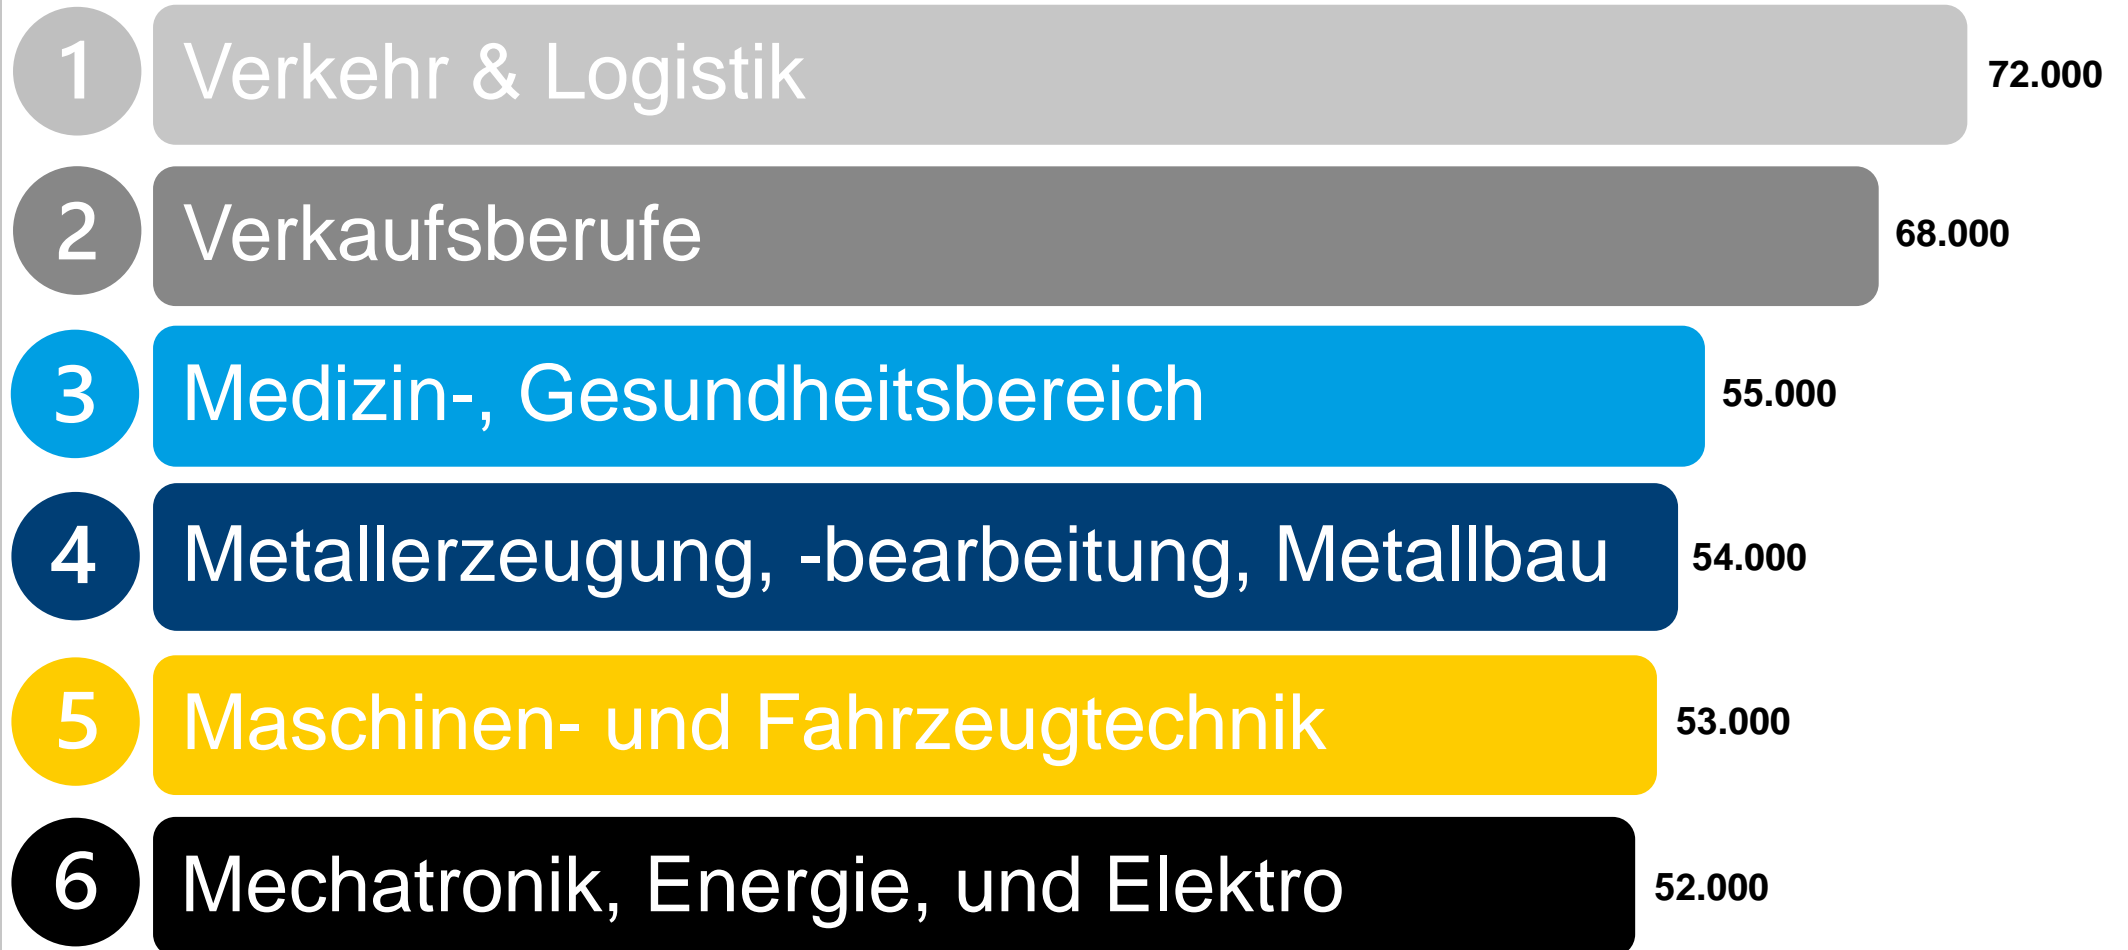 1 Verkehr & Logistik 72.000
2 Verkaufsberufe 68.000
3 Medizin-, Gesundheitsbereich 55.000
4 Metallerzeugung, -bearbeitung, Metallbau 54.000
5 Maschinen- und Fahrzeugtechnik 53.000
6 Mechatronik, Energie, und Elektro 52.000